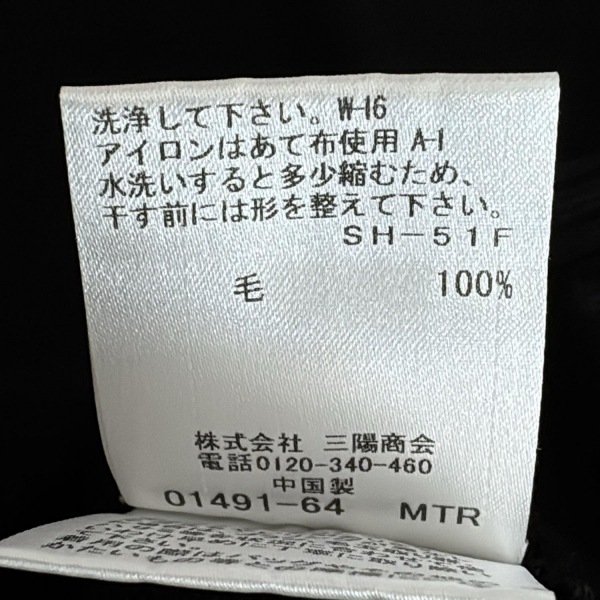 洗浄して下さい。W-16
アイロンはあて布使用 A-1
水洗いすると多少縮むため、
干す前には形を整えて下さい。
SH-51F
毛 100%
株式会社 三陽商会
電話0120-340-460
中国製
01491-64 MTR